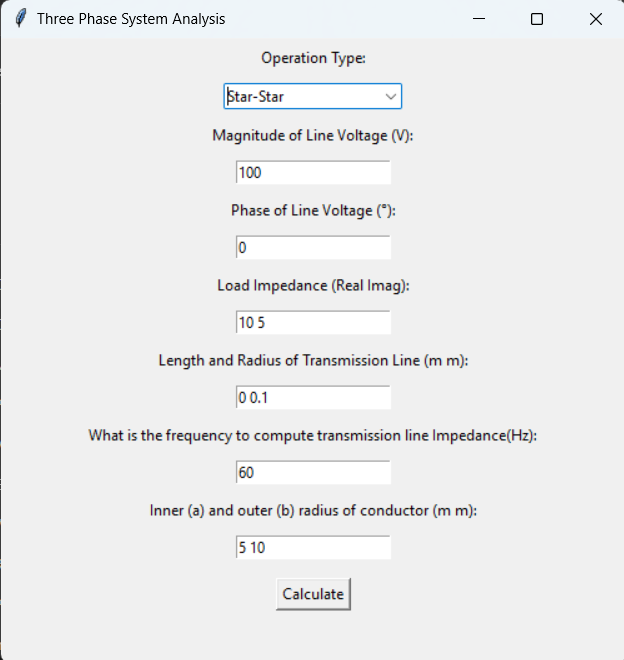 Three Phase System Analysis
Operation Type:
Star-Star
Magnitude of Line Voltage (V):
100
Phase of Line Voltage (°):
0
Load Impedance (Real Imag):
10 5
Length and Radius of Transmission Line (m m):
0 0.1
What is the frequency to compute transmission line Impedance(Hz):
60
Inner (a) and outer (b) radius of conductor (m m):
5 10
Calculate